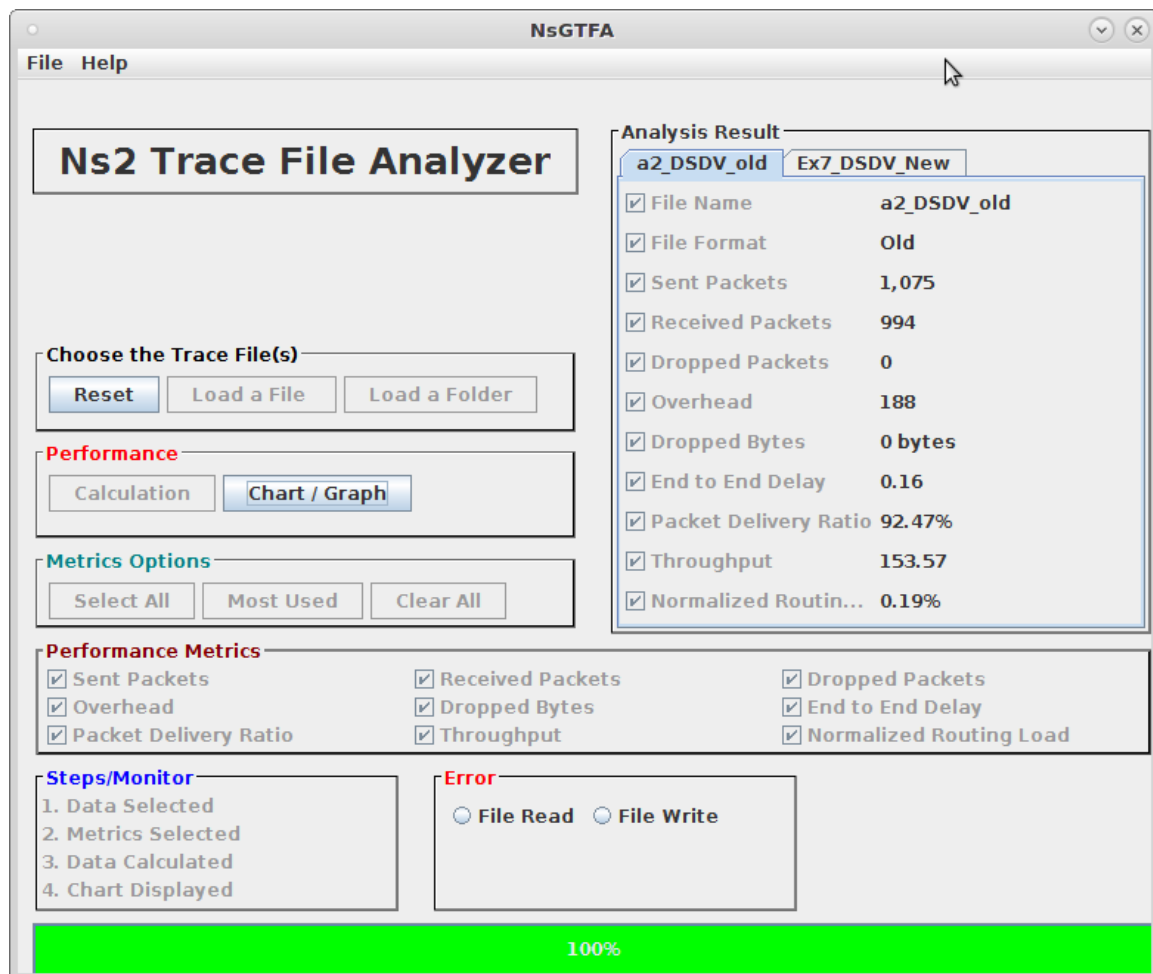 NsGTFA
File Help
Ns2 Trace File Analyzer
Choose the Trace File(s)
Reset Load a File Load a Folder
Performance
Calculation Chart / Graph
Metrics Options
Select All Most Used Clear All
Analysis Result
a2_DSDV_old Ex7_DSDV_New
File Name a2_DSDV_old
File Format Old
Sent Packets 1,075
Received Packets 994
Dropped Packets 0
Overhead 188
Dropped Bytes 0 bytes
End to End Delay 0.16
Packet Delivery Ratio 92.47%
Throughput 153.57
Normalized Routin... 0.19%
Performance Metrics
Sent Packets Received Packets Dropped Packets
Overhead Dropped Bytes End to End Delay
Packet Delivery Ratio Throughput Normalized Routing Load
Steps/Monitor
1. Data Selected
2. Metrics Selected
3. Data Calculated
4. Chart Displayed
Error
File Read File Write
100%